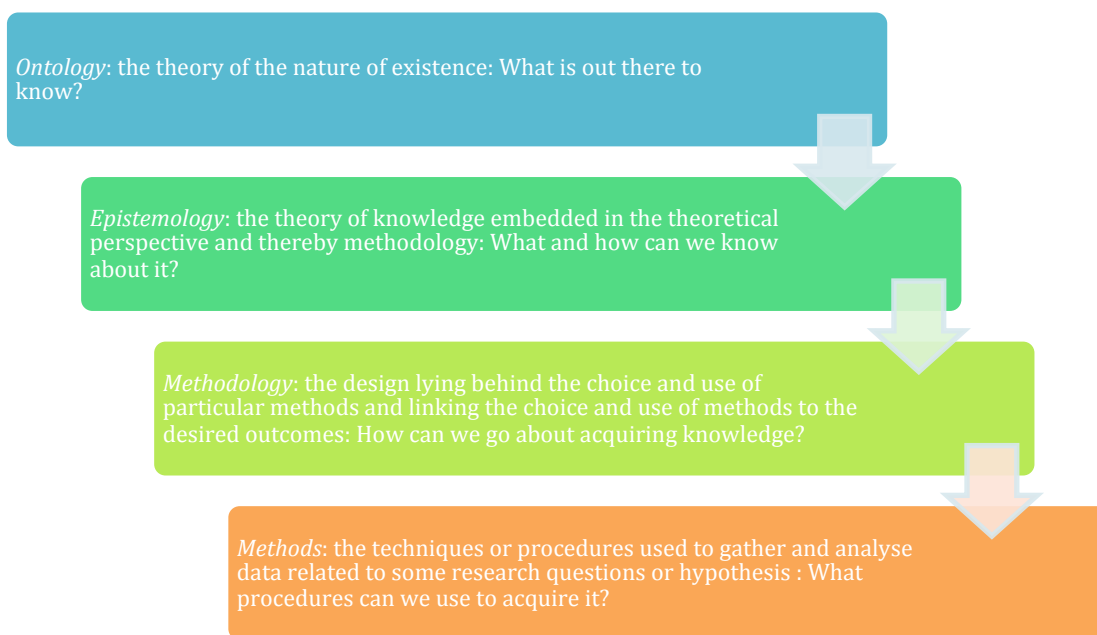 Ontology: the theory of the nature of existence: What is out there to
know?
Epistemology: the theory of knowledge embedded in the theoretical
perspective and thereby methodology: What and how can we know
about it?
Methodology: the design lying behind the choice and use of
particular methods and linking the choice and use of methods to the
desired outcomes: How can we go about acquiring knowledge?
Methods: the techniques or procedures used to gather and analyse
data related to some research questions or hypothesis : What
procedures can we use to acquire it?